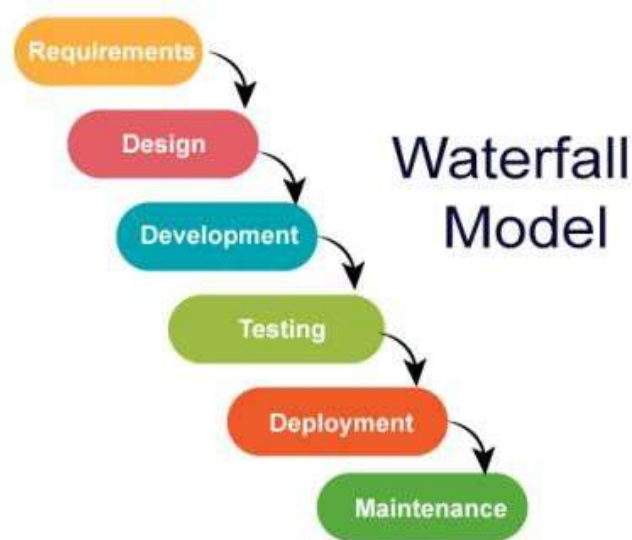 Requirements
Design
Waterfall
Model
Development
Testing
Deployment
Maintenance